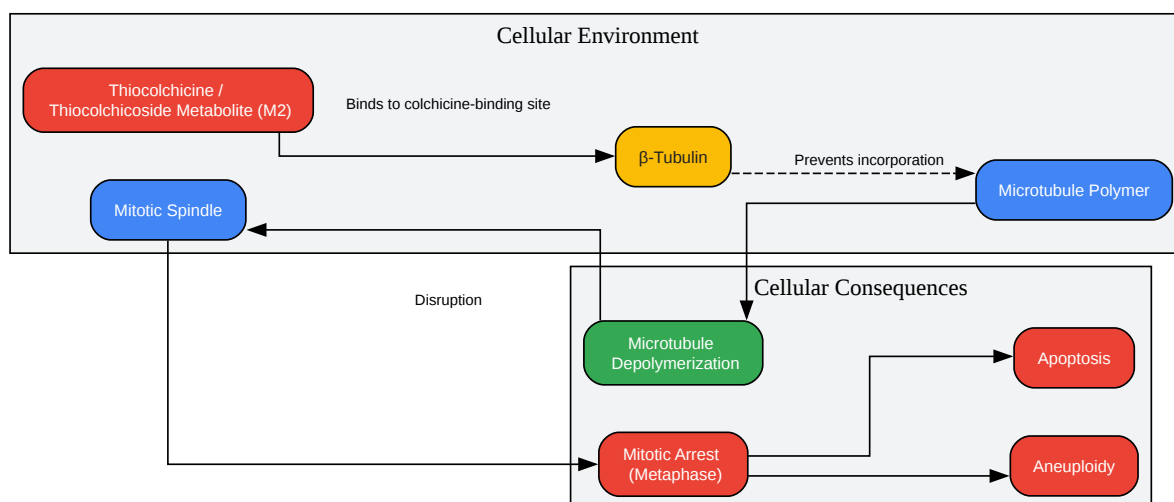 Cellular Environment
Thiocolchicine /
Thiocolchicoside Metabolite (M2)
Binds to colchicine-binding site
β-Tubulin
Prevents incorporation
Microtubule Polymer
Mitotic Spindle
Disruption
Cellular Consequences
Microtubule
Depolymerization
Apoptosis
Mitotic Arrest
(Metaphase)
Aneuploidy